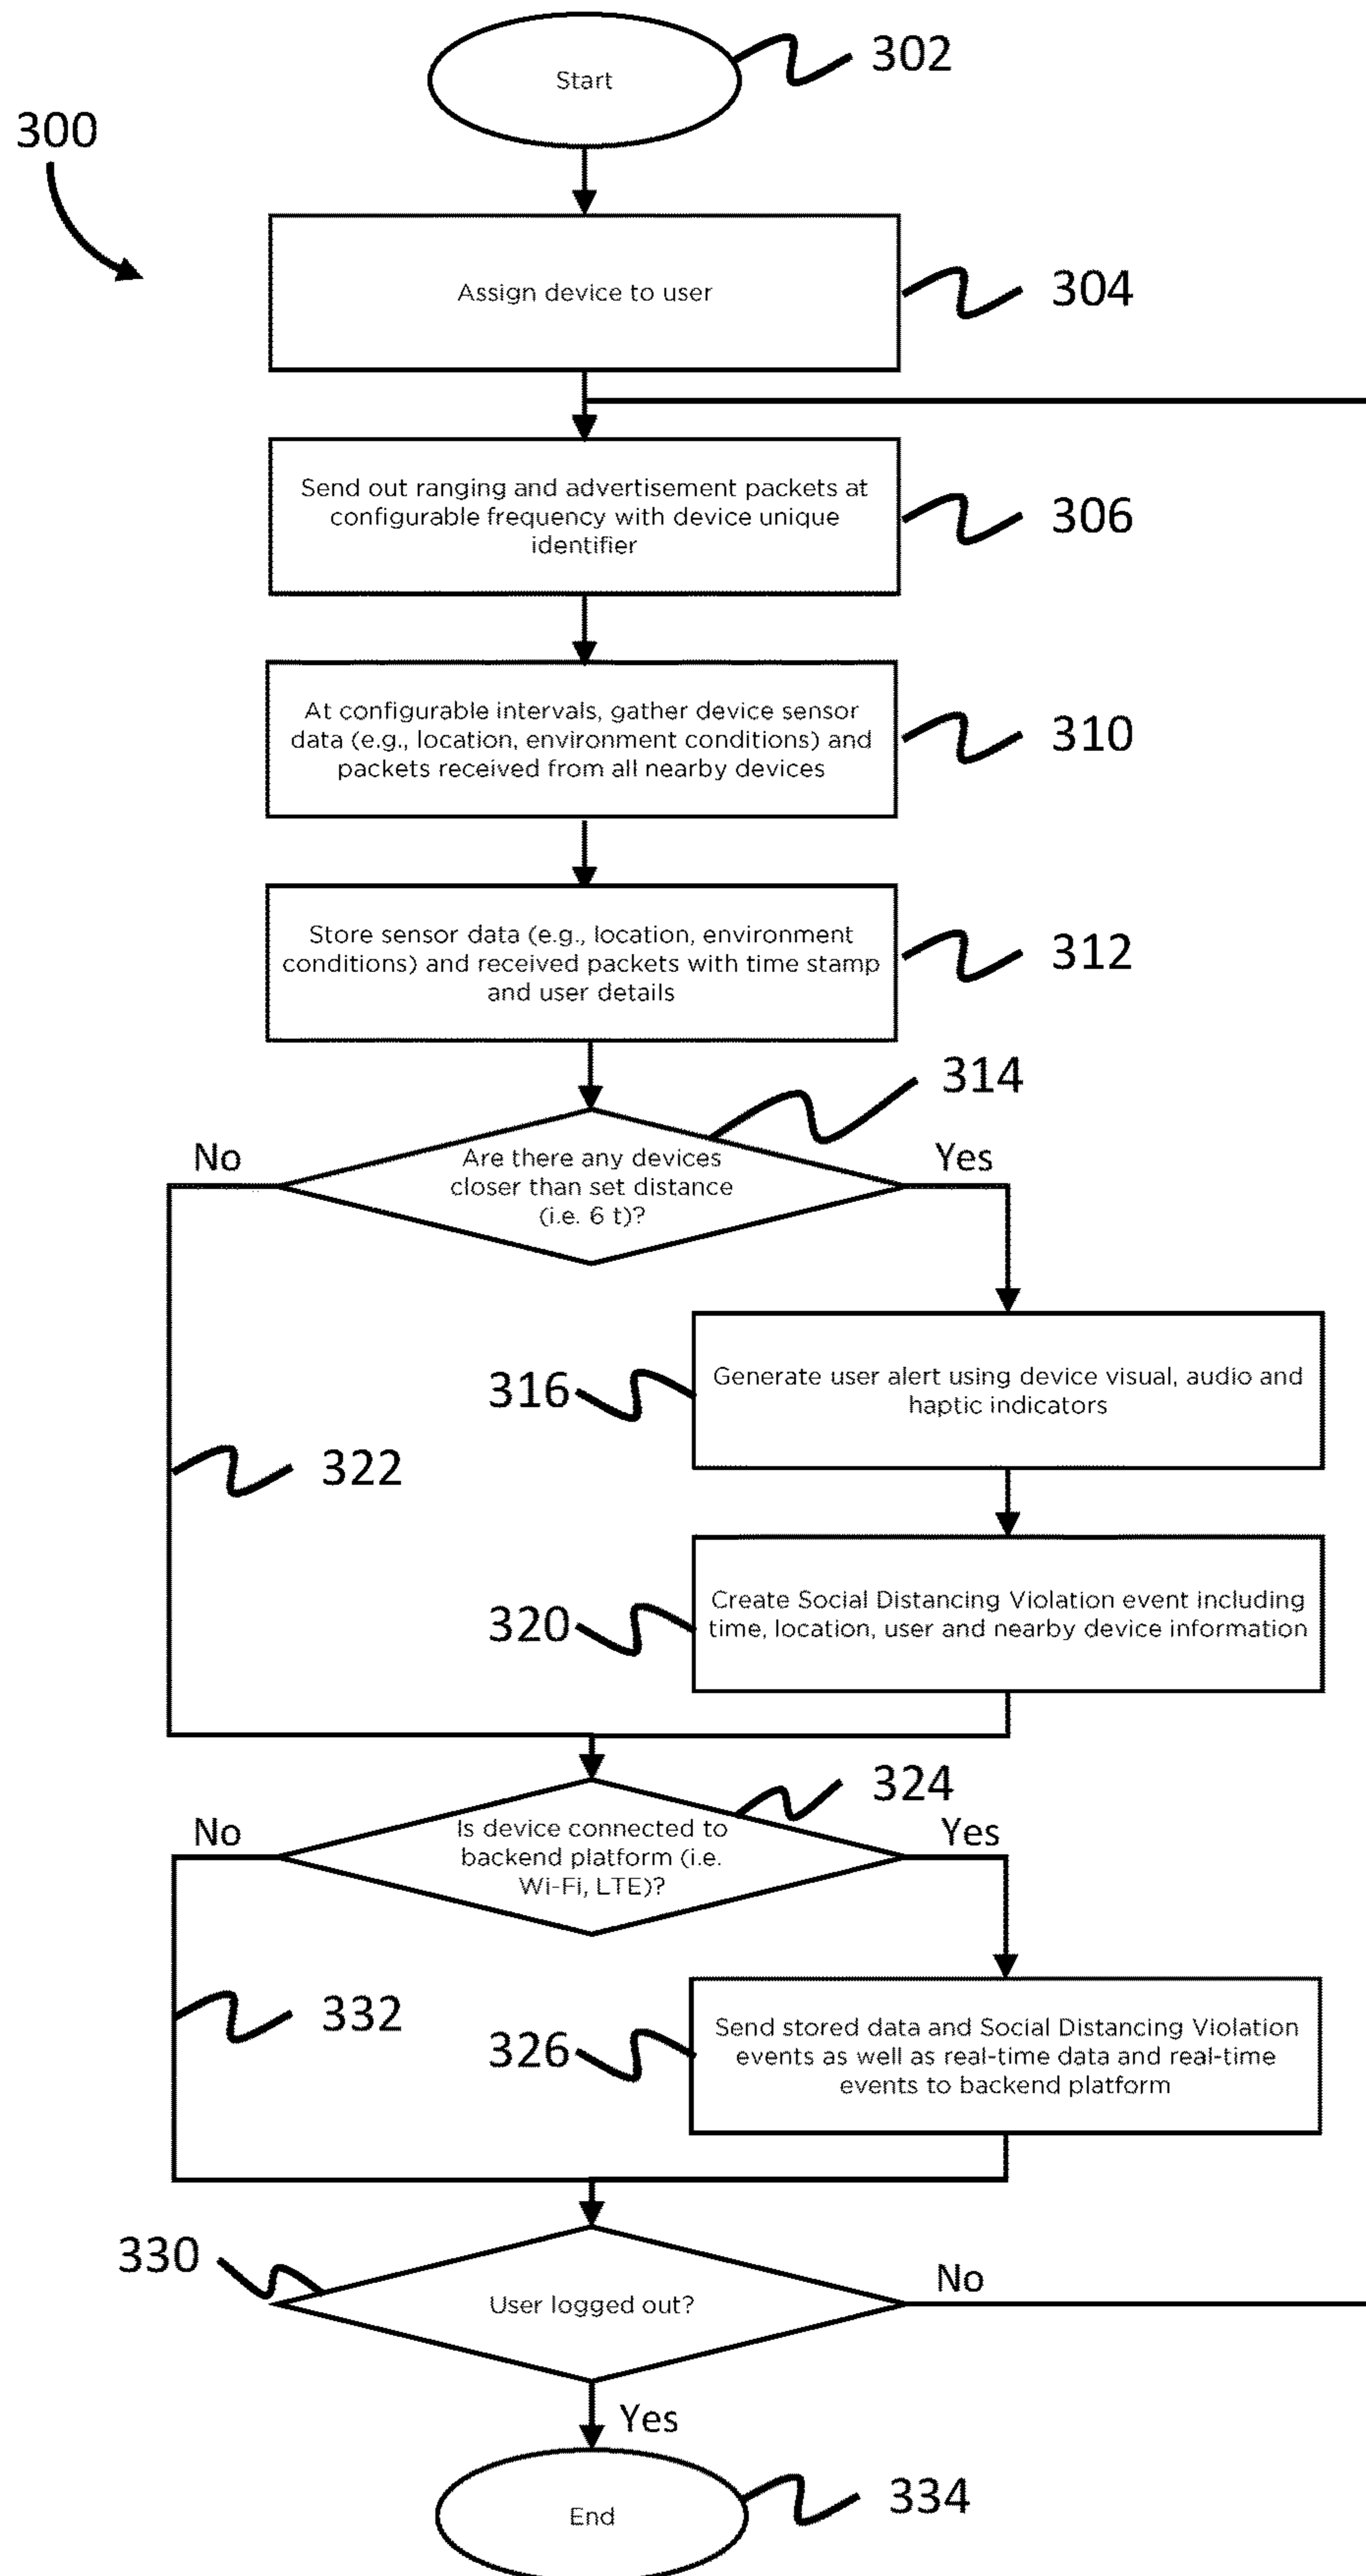 302
Start
300
Assign device to user
304
Send out ranging and advertisement packets at
configurable frequency with device unique
identifier
306
At configurable intervals, gather device sensor
data (e.g., location, environment conditions) and
packets received from all nearby devices
310
Store sensor data (e.g., location, environment
conditions) and received packets with time stamp
and user details
312
314
No
Are there any devices
closer than set distance
(i.e. 6 t)?
Yes
316
Generate user alert using device visual, audio and
haptic indicators
322
320
Create Social Distancing Violation event including
time, location, user and nearby device information
324
No
Is device connected to
backend platform (i.e.
Wi-Fi, LTE)?
Yes
332
326
Send stored data and Social Distancing Violation
events as well as real-time data and real-time
events to backend platform
330
User logged out?
No
Yes
End
334